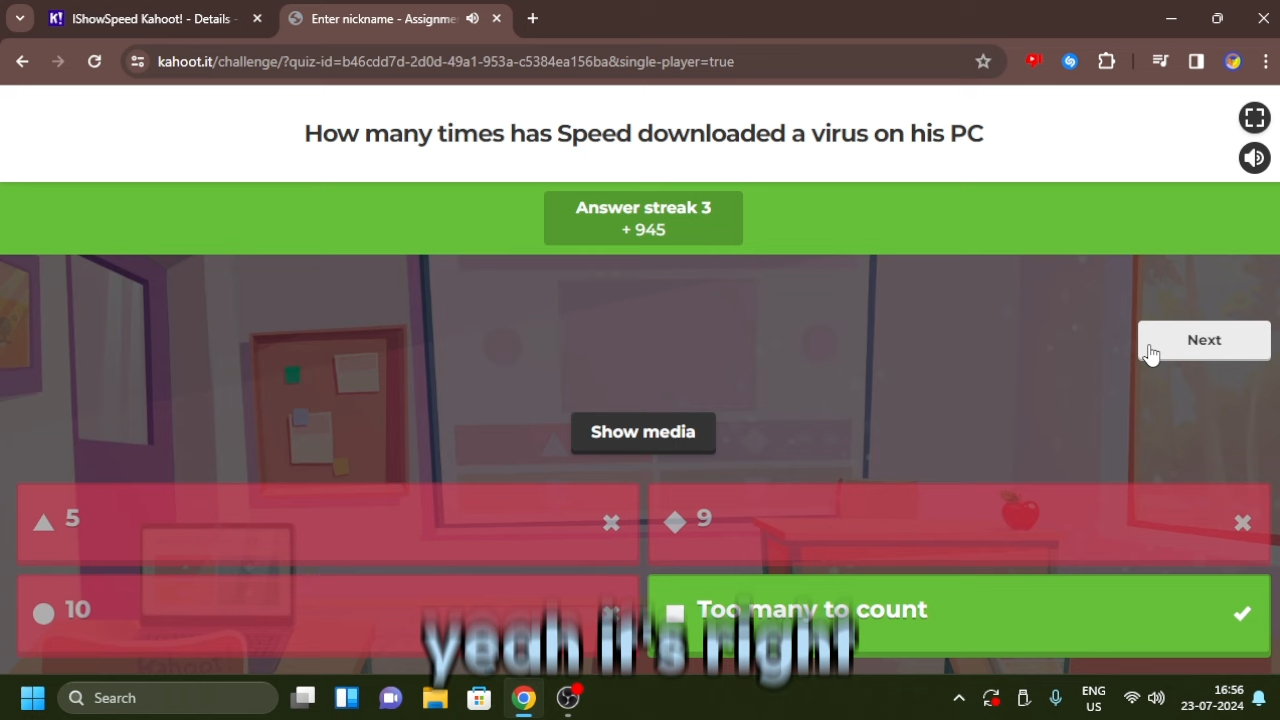 IShowSpeed Kahoot! - Details
Enter nickname - Assignme
kahoot.it/challenge/?quiz-id=b46cdd7d-2d0d-49a1-953a-c5384ea156ba&single-player=true
How many times has Speed downloaded a virus on his PC
Answer streak 3
+ 945
Next
Show media
5
9
10
Too many to count
yeah it's right
Kahoot!
Search
ENG
US
16:56
23-07-2024